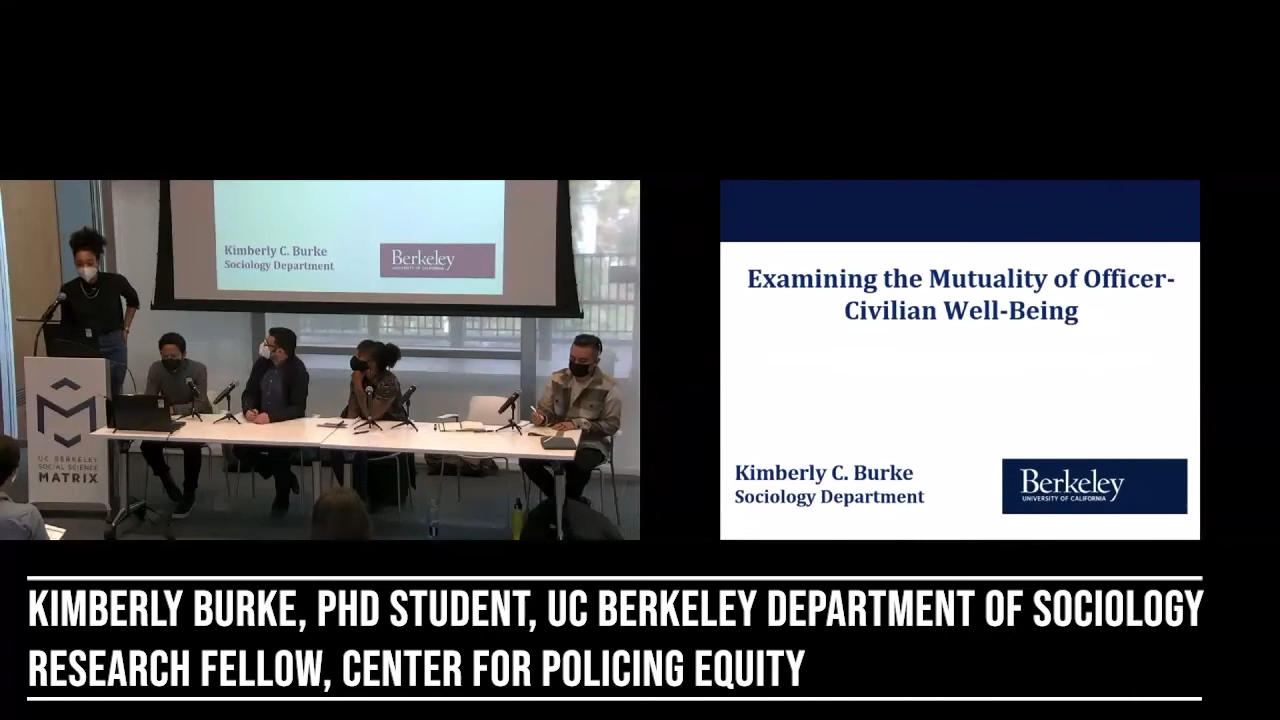 Kimberly C. Burke
Sociology Department
Berkeley
UNIVERSITY OF CALIFORNIA
UC BERKELEY
SOCIAL SCIENCE
MATRIX
Examining the Mutuality of Officer-
Civilian Well-Being
Kimberly C. Burke
Sociology Department
Berkeley
UNIVERSITY OF CALIFORNIA
KIMBERLY BURKE, PHD STUDENT, UC BERKELEY DEPARTMENT OF SOCIOLOGY
RESEARCH FELLOW, CENTER FOR POLICING EQUITY